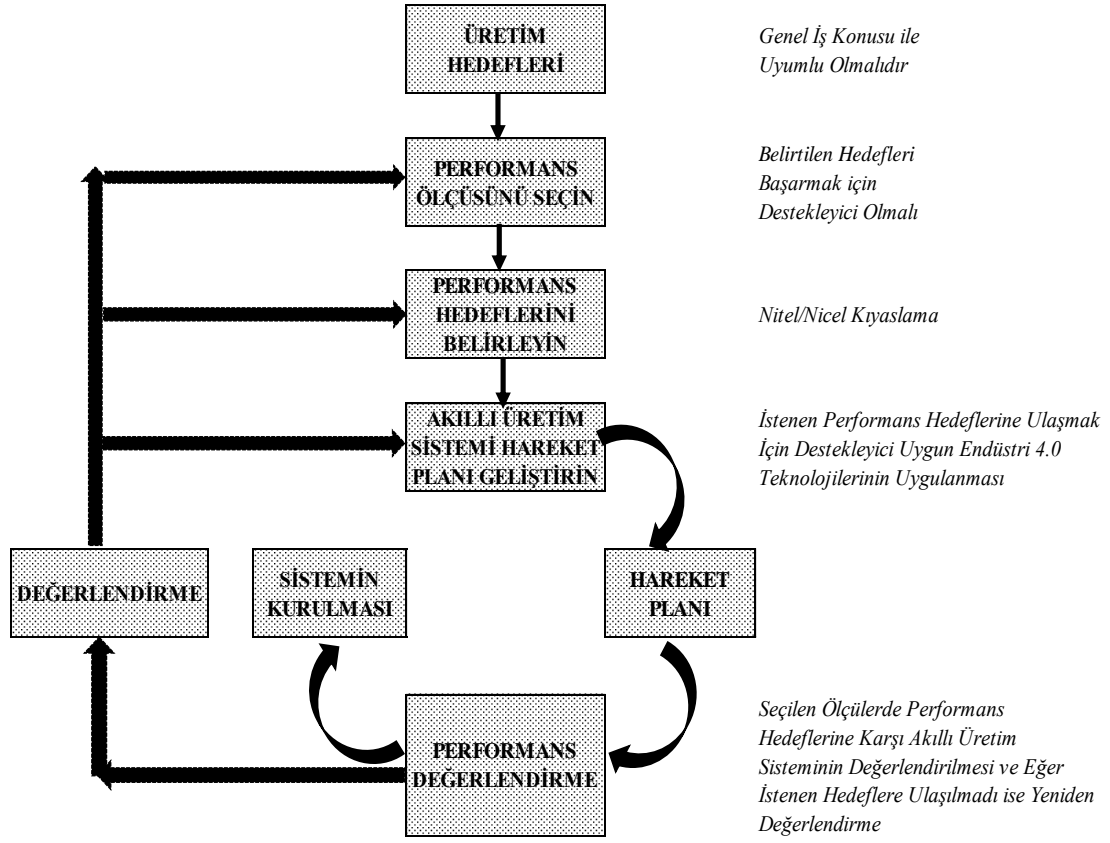 ÜRETİM
HEDEFLERİ
Genel İş Konusu ile
Uyumlu Olmalıdır
PERFORMANS
ÖLÇÜSÜNÜ SEÇİN
Belirtilen Hedefleri
Başarmak için
Destekleyici Olmalı
PERFORMANS
HEDEFLERİNİ
BELİRLEYİN
Nitel/Nicel Kıyaslama
AKILLI ÜRETİM
SİSTEMİ HAREKET
PLANI GELİŞTİRİN
İstenen Performans Hedeflerine Ulaşmak
İçin Destekleyici Uygun Endüstri 4.0
Teknolojilerinin Uygulanması
DEĞERLENDİRME
SİSTEMİN
KURULMASI
HAREKET
PLANI
PERFORMANS
DEĞERLENDİRME
Seçilen Ölçülerde Performans
Hedeflerine Karşı Akıllı Üretim
Sisteminin Değerlendirilmesi ve Eğer
İstenen Hedeflere Ulaşılmadı ise Yeniden
Değerlendirme